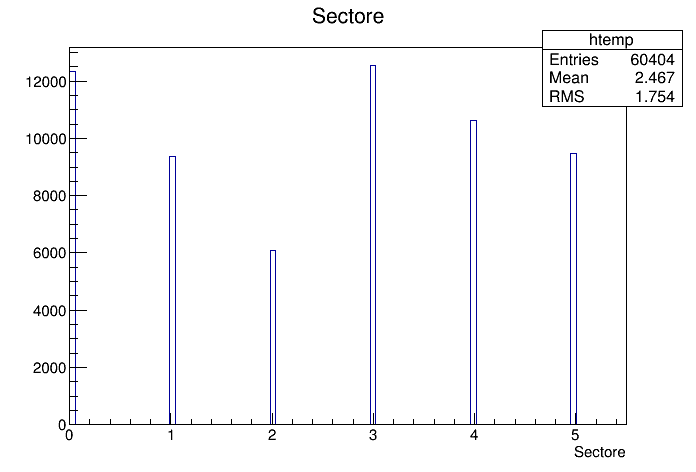 Sectore
htemp
Entries 60404
Mean 2.467
RMS 1.754
12000
10000
8000
6000
4000
2000
0
0 1 2 3 4 5
Sectore